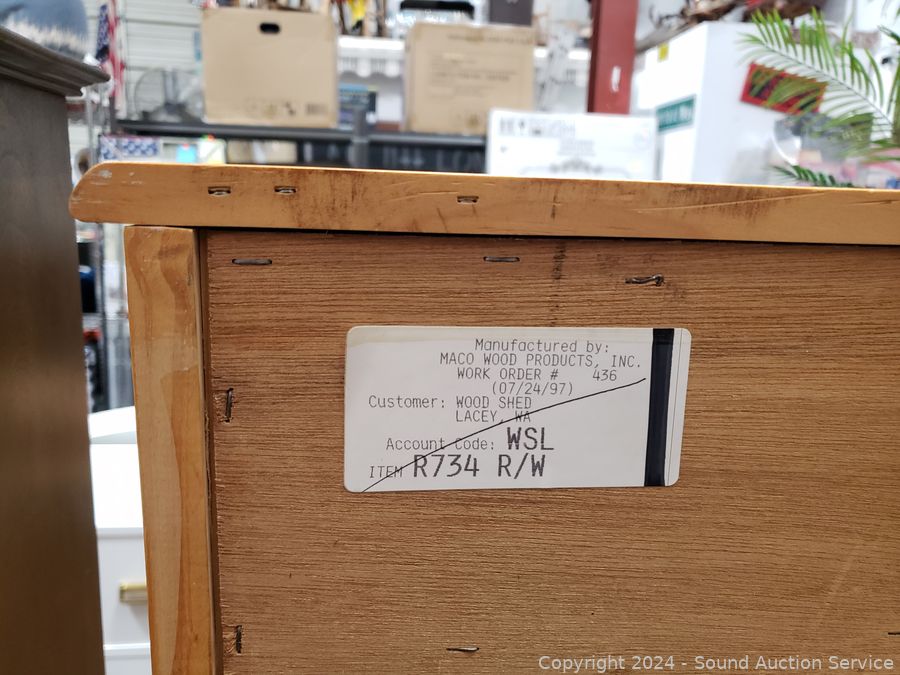 Manufactured by:
MACO WOOD PRODUCTS, INC.
WORK ORDER # 436
(07/24/97)
Customer: WOOD SHED
LACEY, WA
Account Code: WSL
ITEM R734 R/W
Copyright © 2024 - Sound Auction Service